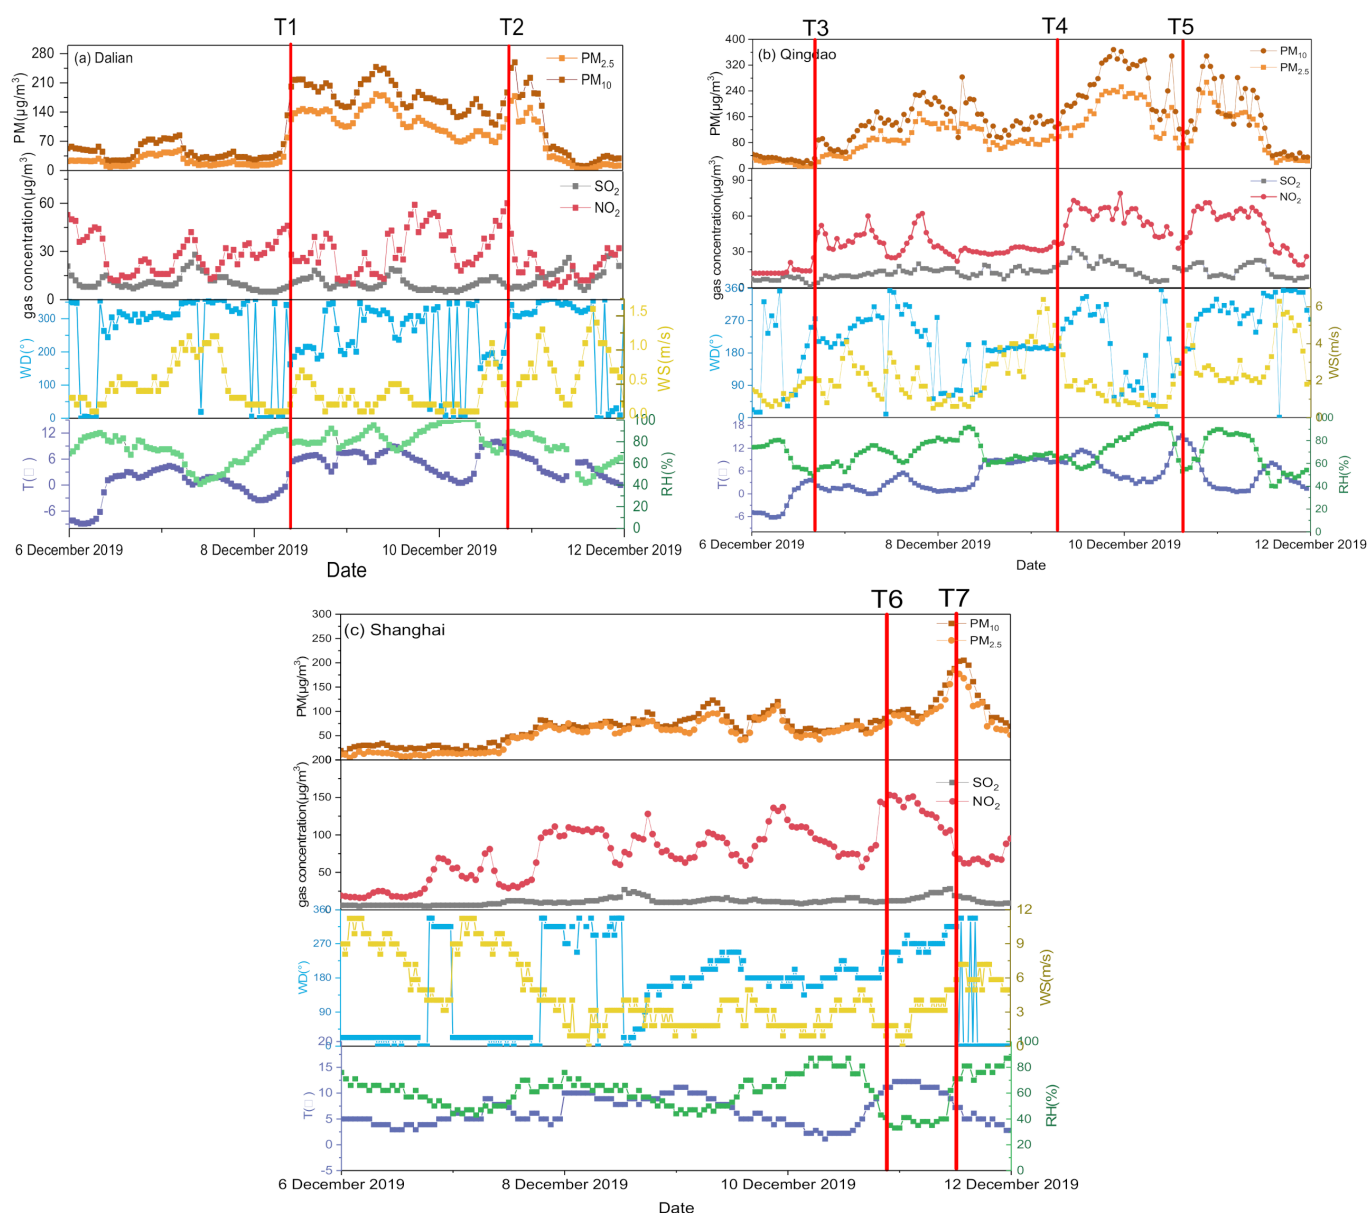 T1
T2
(a) Dalian
PM2.5
PM10
PM(μg/m³)
280
210
140
70
0
SO2
NO2
gas concentration(μg/m³)
90
60
30
0
WD(°)
300
200
100
0
WS(m/s)
1.5
1.0
0.5
0.0
T(□)
12
6
0
-6
RH(%)
100
80
60
40
20
0
6 December 2019
8 December 2019
10 December 2019
12 December 2019
Date
T3
T4
T5
(b) Qingdao
PM10
PM2.5
PM(μg/m³)
400
320
240
160
80
0
SO2
NO2
gas concentration(μg/m³)
90
60
30
WD(°)
360
270
180
90
0
WS(m/s)
6
4
2
0
T(□)
18
12
6
0
-6
RH(%)
100
80
60
40
20
0
6 December 2019
8 December 2019
10 December 2019
12 December 2019
Date
T6
T7
(c) Shanghai
PM10
PM2.5
PM(μg/m³)
300
250
200
150
100
50
SO2
NO2
gas concentration(μg/m³)
200
150
100
50
WD(°)
360
270
180
90
0
WS(m/s)
12
9
6
3
0
T(□)
20
15
10
5
0
-5
RH(%)
100
80
60
40
20
0
6 December 2019
8 December 2019
10 December 2019
12 December 2019
Date